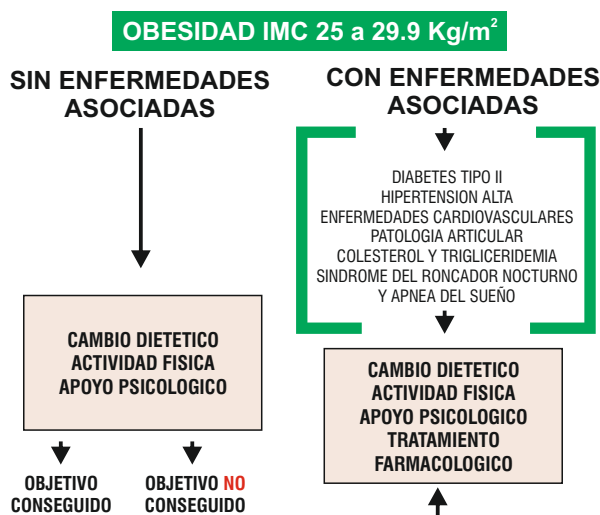 OBESIDAD IMC 25 a 29.9 Kg/m²
SIN ENFERMEDADES
ASOCIADAS
CAMBIO DIETETICO
ACTIVIDAD FISICA
APOYO PSICOLOGICO
OBJETIVO
CONSEGUIDO
OBJETIVO NO
CONSEGUIDO
CON ENFERMEDADES
ASOCIADAS
DIABETES TIPO II
HIPERTENSION ALTA
ENFERMEDADES CARDIOVASCULARES
PATOLOGIA ARTICULAR
COLESTEROL Y TRIGLICERIDEMIA
SINDROME DEL RONCADOR NOCTURNO
Y APNEA DEL SUEÑO
CAMBIO DIETETICO
ACTIVIDAD FISICA
APOYO PSICOLOGICO
TRATAMIENTO
FARMACOLOGICO